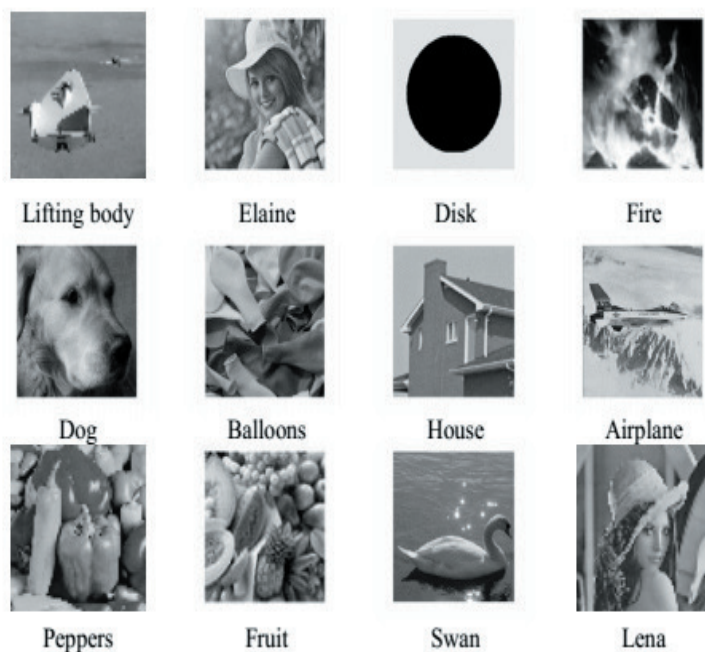 Lifting body Elaine Disk Fire
Dog Balloons House Airplane
Peppers Fruit Swan Lena